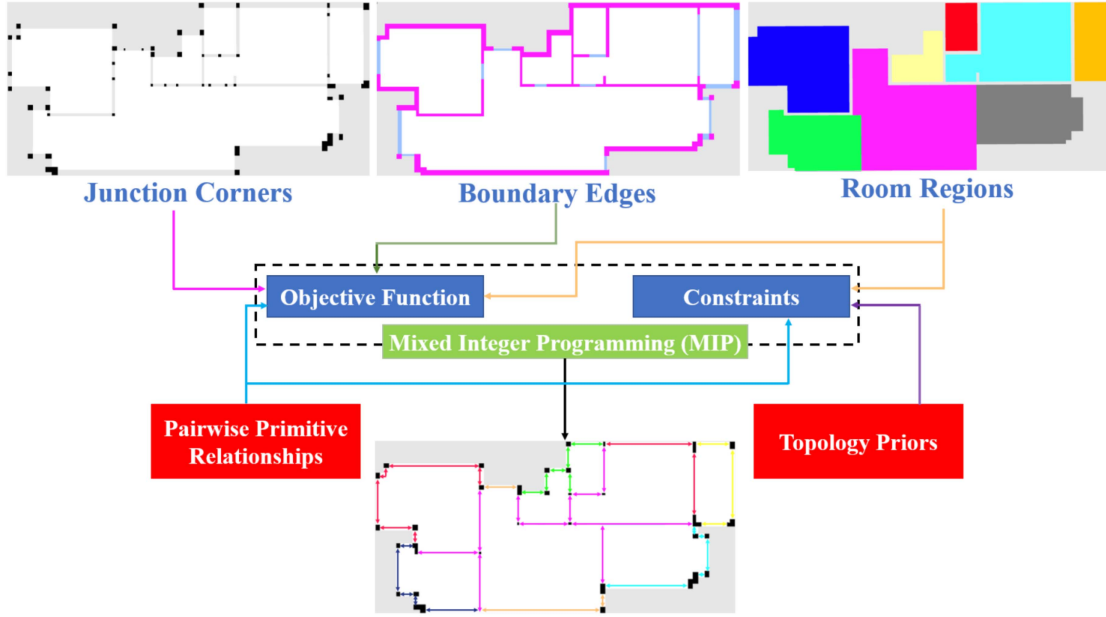 Junction Corners
Boundary Edges
Room Regions
Objective Function
Constraints
Mixed Integer Programming (MIP)
Pairwise Primitive
Relationships
Topology Priors